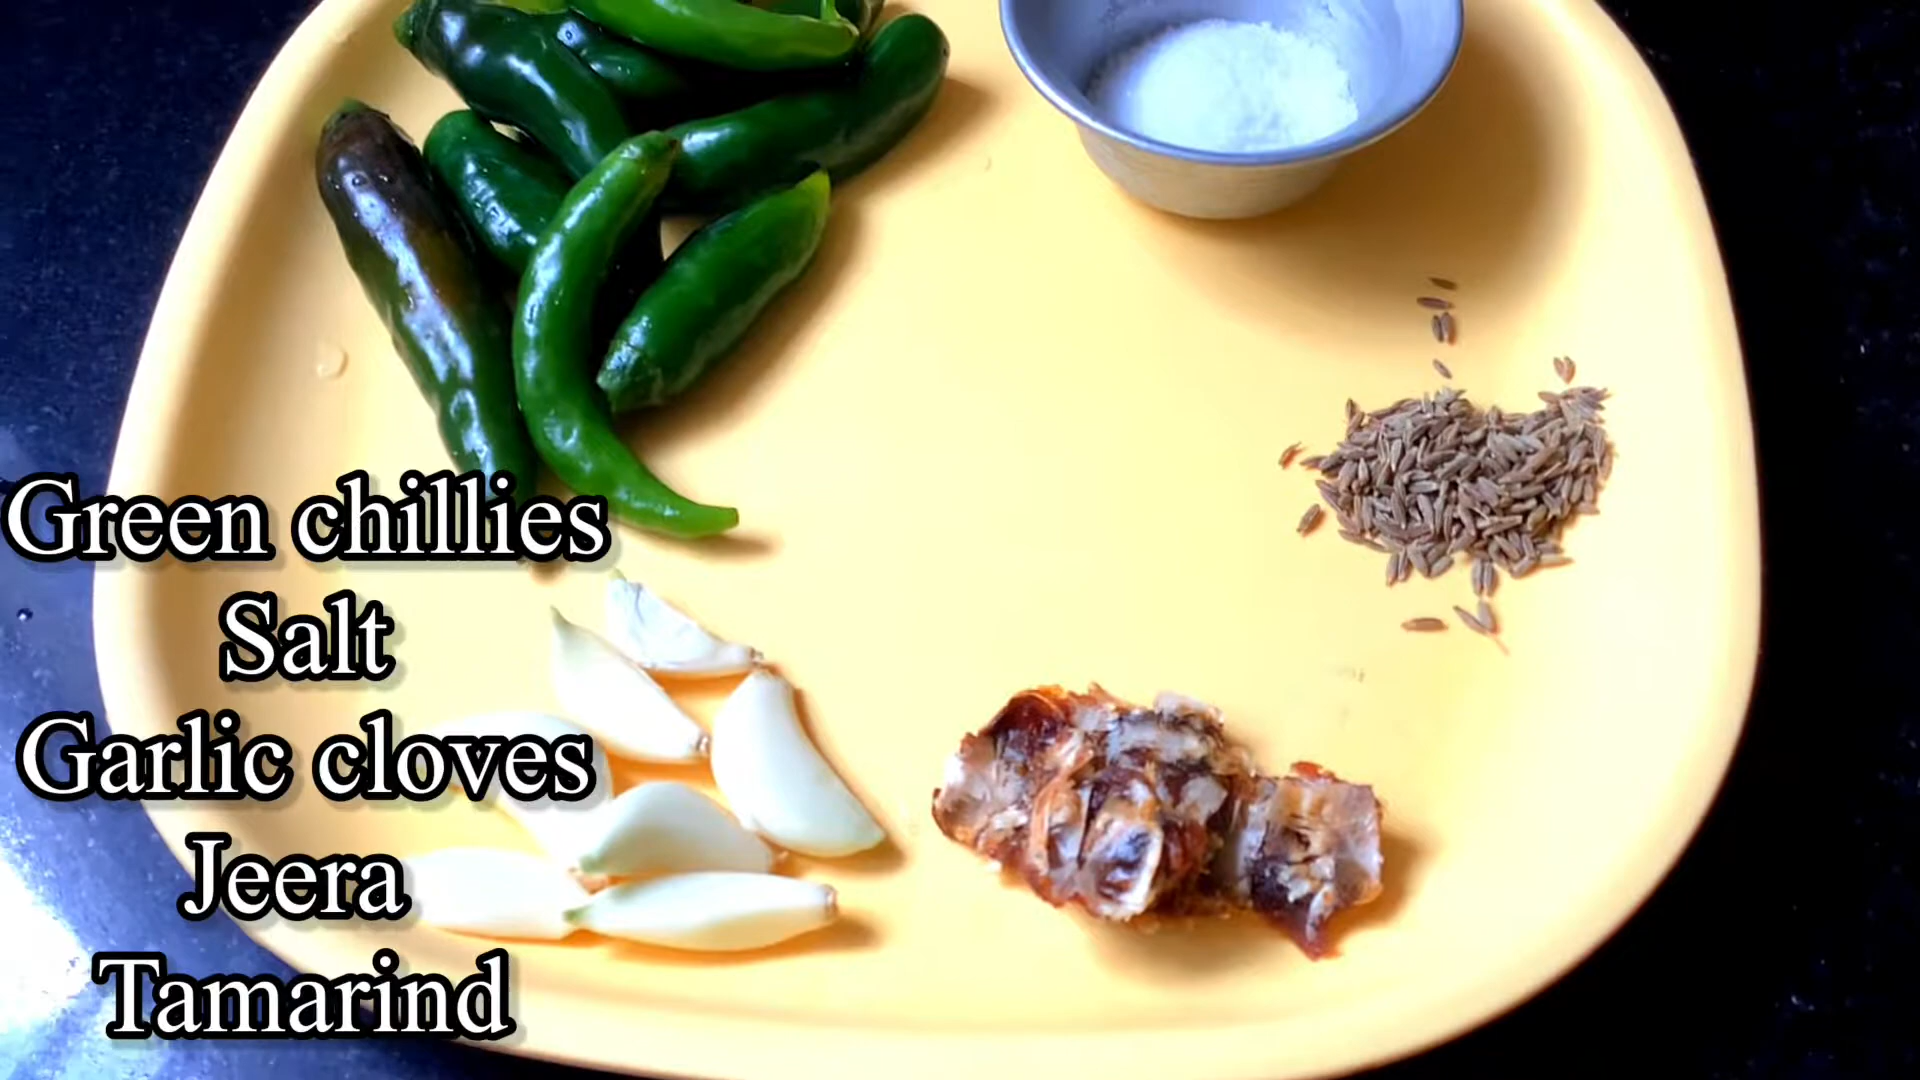 Green chillies
Salt
Garlic cloves
Jeera
Tamarind